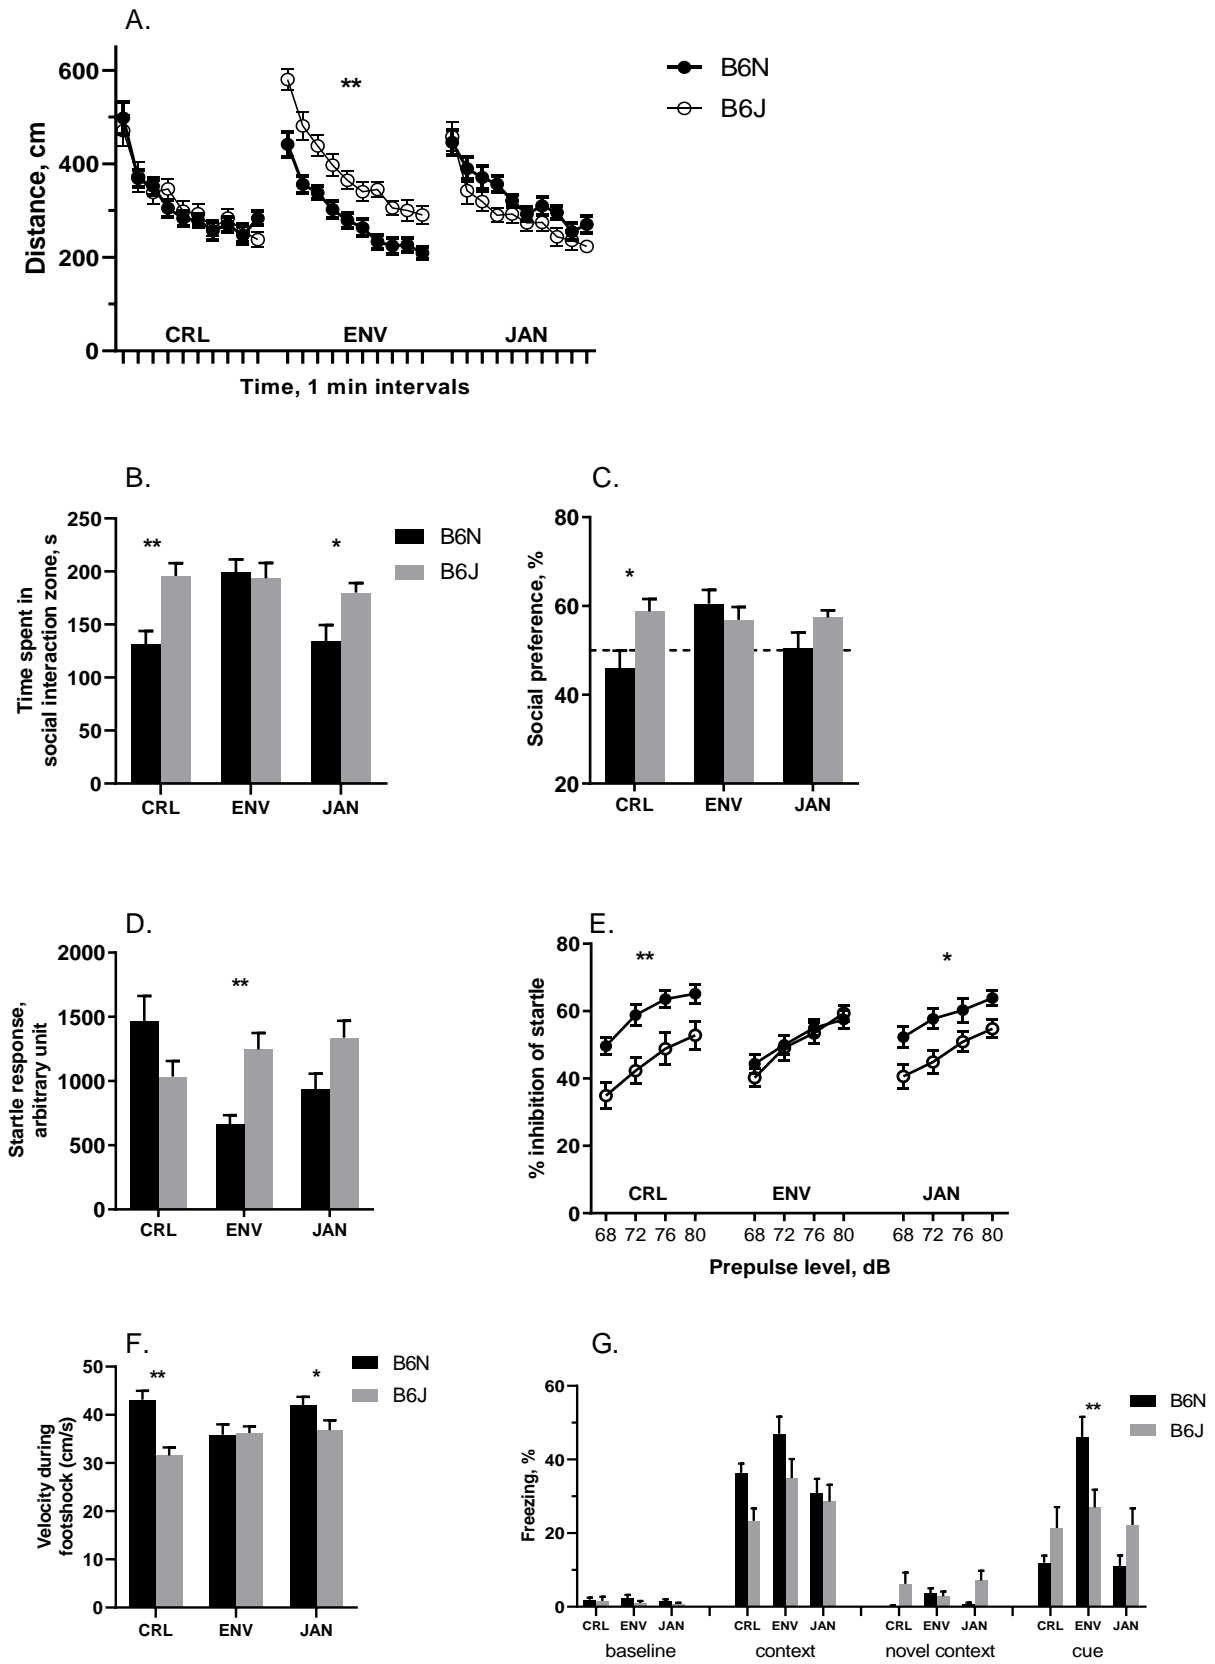 A.
B6N
B6J
**
600
400
200
0
Distance, cm
CRL ENV JAN
Time, 1 min intervals
B.
250
200
150
100
50
0
Time spent in
social interaction zone, s
**
*
B6N
B6J
CRL ENV JAN
C.
80
60
40
20
Social preference, %
*
CRL ENV JAN
D.
2000
1500
1000
500
0
Startle response,
arbitrary unit
**
CRL ENV JAN
E.
80
60
40
20
0
% inhibition of startle
**
*
CRL ENV JAN
68 72 76 80 68 72 76 80 68 72 76 80
Prepulse level, dB
F.
50
40
30
20
10
0
Velocity during
footshock (cm/s)
**
*
B6N
B6J
CRL ENV JAN
G.
60
40
20
0
Freezing, %
**
B6N
B6J
CRL ENV JAN CRL ENV JAN CRL ENV JAN CRL ENV JAN
baseline context novel context cue